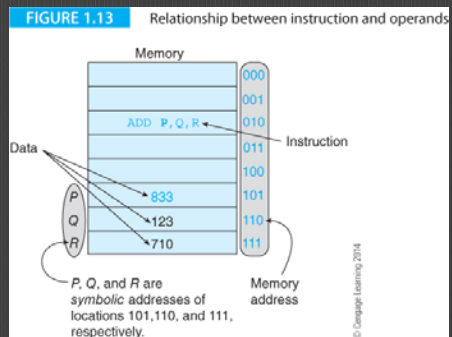 FIGURE 1.13 Relationship between instruction and operands
Memory
000
001
ADD P,Q,R 010
Instruction
011
Data
100
P 833 101
Q 123 110
R 710 111
P, Q, and R are
symbolic addresses of
locations 101,110, and 111,
respectively.
Memory
address
© Cengage Learning 2014